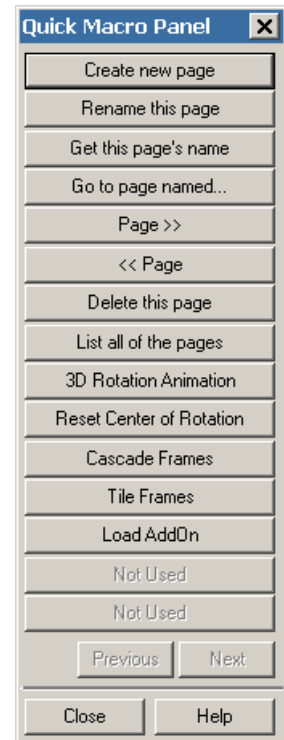 Quick Macro Panel
Create new page
Rename this page
Get this page's name
Go to page named...
Page >>
<< Page
Delete this page
List all of the pages
3D Rotation Animation
Reset Center of Rotation
Cascade Frames
Tile Frames
Load AddOn
Not Used
Not Used
Previous Next
Close Help